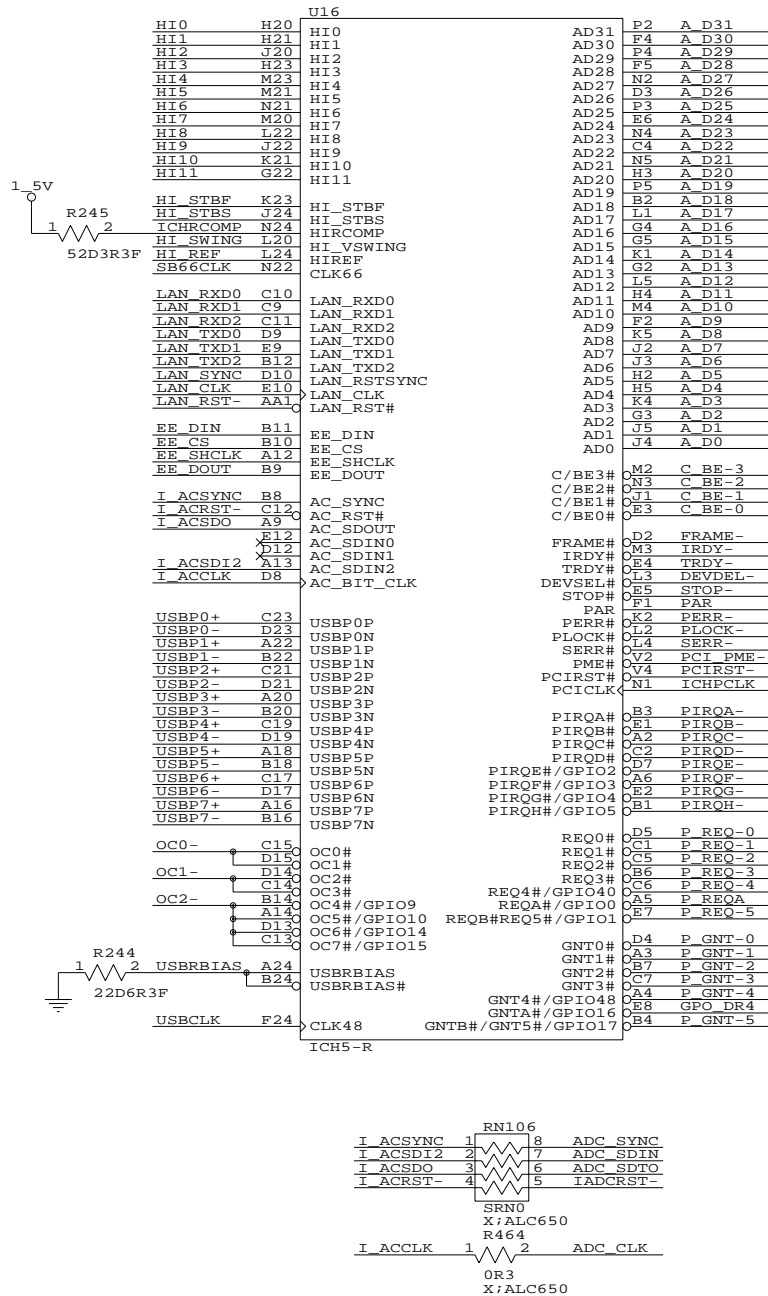 U16
HI0 H20 HI0 AD31 P2 A_D31
HI1 H21 HI1 AD30 F4 A_D30
HI2 J20 HI2 AD29 P4 A_D29
HI3 H23 HI3 AD28 F5 A_D28
HI4 M23 HI4 AD27 N2 A_D27
HI5 M21 HI5 AD26 D3 A_D26
HI6 N21 HI6 AD25 P3 A_D25
HI7 M20 HI7 AD24 E6 A_D24
HI8 L22 HI8 AD23 N4 A_D23
HI9 J22 HI9 AD22 C4 A_D22
HI10 K21 HI10 AD21 N5 A_D21
HI11 G22 HI11 AD20 H3 A_D20
1_5V AD19 P5 A_D19
HI_STBF K23 HI_STBF AD18 B2 A_D18
R245 HI_STBS J24 HI_STBS AD17 L1 A_D17
1 2 ICHRCOMP N24 HIRCOMP AD16 G4 A_D16
HI_SWING L20 HI_VSWING AD15 G5 A_D15
52D3R3F HI_REF L24 HIREF AD14 K1 A_D14
SB66CLK N22 CLK66 AD13 G2 A_D13
AD12 L5 A_D12
LAN_RXD0 C10 LAN_RXD0 AD11 H4 A_D11
LAN_RXD1 C9 LAN_RXD1 AD10 M4 A_D10
LAN_RXD2 C11 LAN_RXD2 AD9 F2 A_D9
LAN_TXD0 D9 LAN_TXD0 AD8 K5 A_D8
LAN_TXD1 E9 LAN_TXD1 AD7 J2 A_D7
LAN_TXD2 B12 LAN_TXD2 AD6 J3 A_D6
LAN_SYNC D10 LAN_RSTSYNC AD5 H2 A_D5
LAN_CLK E10 LAN_CLK AD4 H5 A_D4
LAN_RST- AA1 LAN_RST# AD3 K4 A_D3
AD2 G3 A_D2
EE_DIN B11 EE_DIN AD1 J5 A_D1
EE_CS B10 EE_CS AD0 J4 A_D0
EE_SHCLK A12 EE_SHCLK
EE_DOUT B9 EE_DOUT C/BE3# M2 C_BE-3
C/BE2# N3 C_BE-2
I_ACSYNC B8 AC_SYNC C/BE1# J1 C_BE-1
I_ACRST- C12 AC_RST# C/BE0# E3 C_BE-0
I_ACSDO A9 AC_SDOUT
E12 AC_SDIN0 FRAME# D2 FRAME-
D12 AC_SDIN1 IRDY# M3 IRDY-
I_ACSDI2 A13 AC_SDIN2 TRDY# E4 TRDY-
I_ACCLK D8 AC_BIT_CLK DEVSEL# L3 DEVDEL-
STOP# E5 STOP-
PAR F1 PAR
USBP0+ C23 USBP0P PERR# K2 PERR-
USBP0- D23 USBP0N PLOCK# L2 PLOCK-
USBP1+ A22 USBP1P SERR# L4 SERR-
USBP1- B22 USBP1N PME# V2 PCI_PME-
USBP2+ C21 USBP2P PCIRST# V4 PCIRST-
USBP2- D21 USBP2N PCICLK N1 ICHPCLK
USBP3+ A20 USBP3P
USBP3- B20 USBP3N PIRQA# B3 PIRQA-
USBP4+ C19 USBP4P PIRQB# E1 PIRQB-
USBP4- D19 USBP4N PIRQC# A2 PIRQC-
USBP5+ A18 USBP5P PIRQD# C2 PIRQD-
USBP5- B18 USBP5N PIRQE#/GPIO2 D7 PIRQE-
USBP6+ C17 USBP6P PIRQF#/GPIO3 A6 PIRQF-
USBP6- D17 USBP6N PIRQG#/GPIO4 E2 PIRQG-
USBP7+ A16 USBP7P PIRQH#/GPIO5 B1 PIRQH-
USBP7- B16 USBP7N
REQ0# D5 P_REQ-0
OC0- C15 OC0# REQ1# C1 P_REQ-1
D15 OC1# REQ2# C5 P_REQ-2
OC1- D14 OC2# REQ3# B6 P_REQ-3
C14 OC3# REQ4#/GPIO40 C6 P_REQ-4
OC2- B14 OC4#/GPIO9 REQA#/GPIO0 A5 P_REQA
A14 OC5#/GPIO10 REQB#REQ5#/GPIO1 E7 P_REQ-5
D13 OC6#/GPIO14
C13 OC7#/GPIO15 GNT0# D4 P_GNT-0
R244 GNT1# A3 P_GNT-1
1 2 USBRBIAS A24 USBRBIAS GNT2# B7 P_GNT-2
22D6R3F B24 USBRBIAS# GNT3# C7 P_GNT-3
GNT4#/GPIO48 A4 P_GNT-4
GNTA#/GPIO16 E8 GPO_DR4
USBCLK F24 CLK48 GNTB#/GNT5#/GPIO17 B4 P_GNT-5
ICH5-R
RN106
I_ACSYNC 1 8 ADC_SYNC
I_ACSDI2 2 7 ADC_SDIN
I_ACSDO 3 6 ADC_SDTO
I_ACRST- 4 5 IADCRST-
SRN0
X;ALC650
R464
I_ACCLK 1 2 ADC_CLK
0R3
X;ALC650